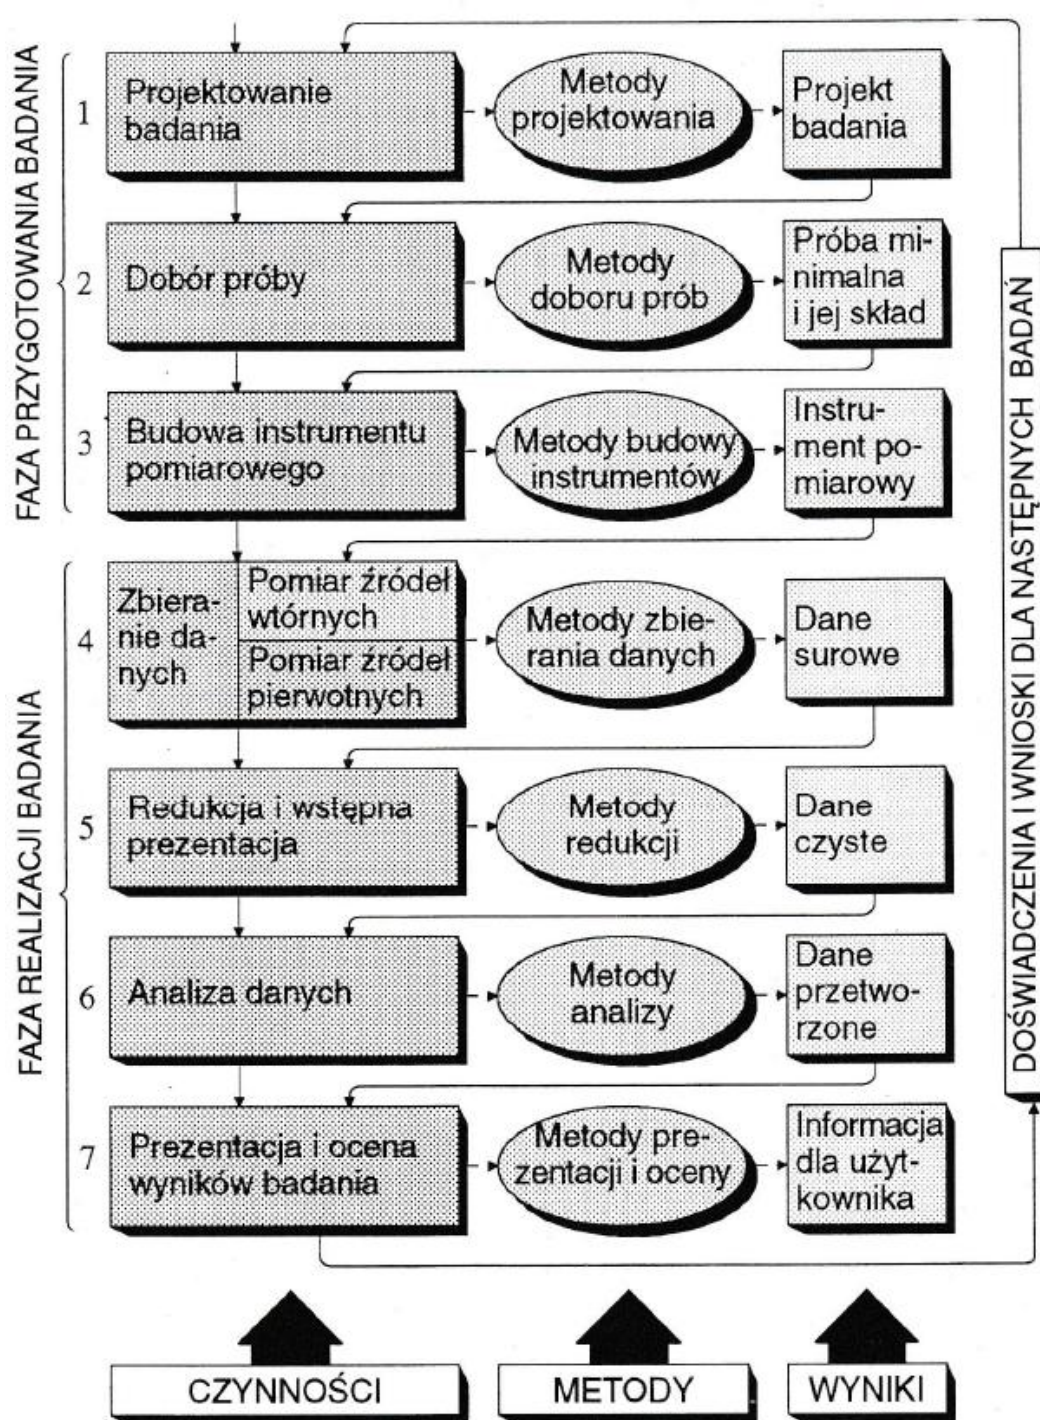 FAZA PRZYGOTOWANIA BADANIA
1
Projektowanie
badania
Metody
projektowania
Projekt
badania
2
Dobór próby
Metody
doboru prób
Próba mi-
nimalna
i jej skład
3
Budowa instrumentu
pomiarowego
Metody budowy
instrumentów
Instru-
ment po-
miarowy
FAZA REALIZACJI BADANIA
4
Zbiera-
nie da-
nych
Pomiar źródeł
wtórnych
Pomiar źródeł
pierwotnych
Metody zbie-
rania danych
Dane
surowe
5
Redukcja i wstępna
prezentacja
Metody
redukcji
Dane
czyste
6
Analiza danych
Metody
analizy
Dane
przetwo-
rzone
7
Prezentacja i ocena
wyników badania
Metody pre-
zentacji i oceny
Informacja
dla użyt-
kownika
DOŚWIADCZENIA I WNIOSKI DLA NASTĘPNYCH BADAŃ
CZYNNOŚCI
METODY
WYNIKI